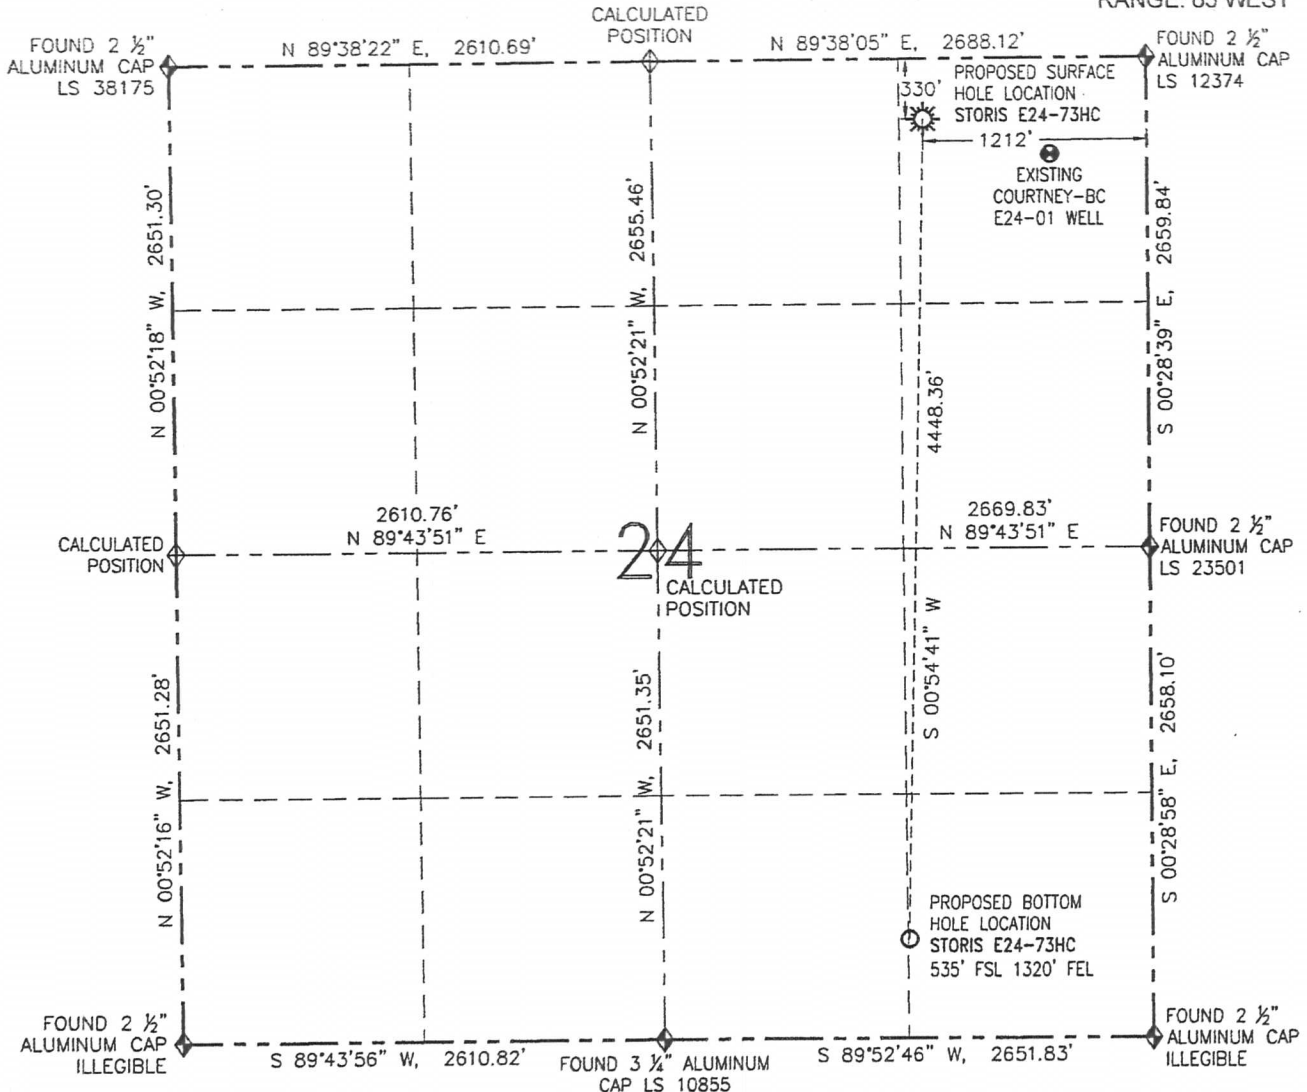 RANGE: 65 WEST
CALCULATED
POSITION
FOUND 2 ½"
ALUMINUM CAP
LS 38175
N 89°38'22" E, 2610.69'
N 89°38'05" E, 2688.12'
FOUND 2 ½"
ALUMINUM CAP
LS 12374
330'
PROPOSED SURFACE
HOLE LOCATION
STORIS E24-73HC
1212'
EXISTING
COURTNEY-BC
E24-01 WELL
N 00°52'18" W, 2651.30'
N 00°52'21" W, 2655.46'
4448.36'
S 00°28'39" E, 2659.84'
CALCULATED
POSITION
2610.76'
N 89°43'51" E
24
CALCULATED
POSITION
2669.83'
N 89°43'51" E
FOUND 2 ½"
ALUMINUM CAP
LS 23501
N 00°52'16" W, 2651.28'
N 00°52'21" W, 2651.35'
S 00°54'41" W
S 00°28'58" E, 2658.10'
PROPOSED BOTTOM
HOLE LOCATION
STORIS E24-73HC
535' FSL 1320' FEL
FOUND 2 ½"
ALUMINUM CAP
ILLEGIBLE
S 89°43'56" W, 2610.82'
FOUND 3 ¼" ALUMINUM
CAP LS 10855
S 89°52'46" W, 2651.83'
FOUND 2 ½"
ALUMINUM CAP
ILLEGIBLE